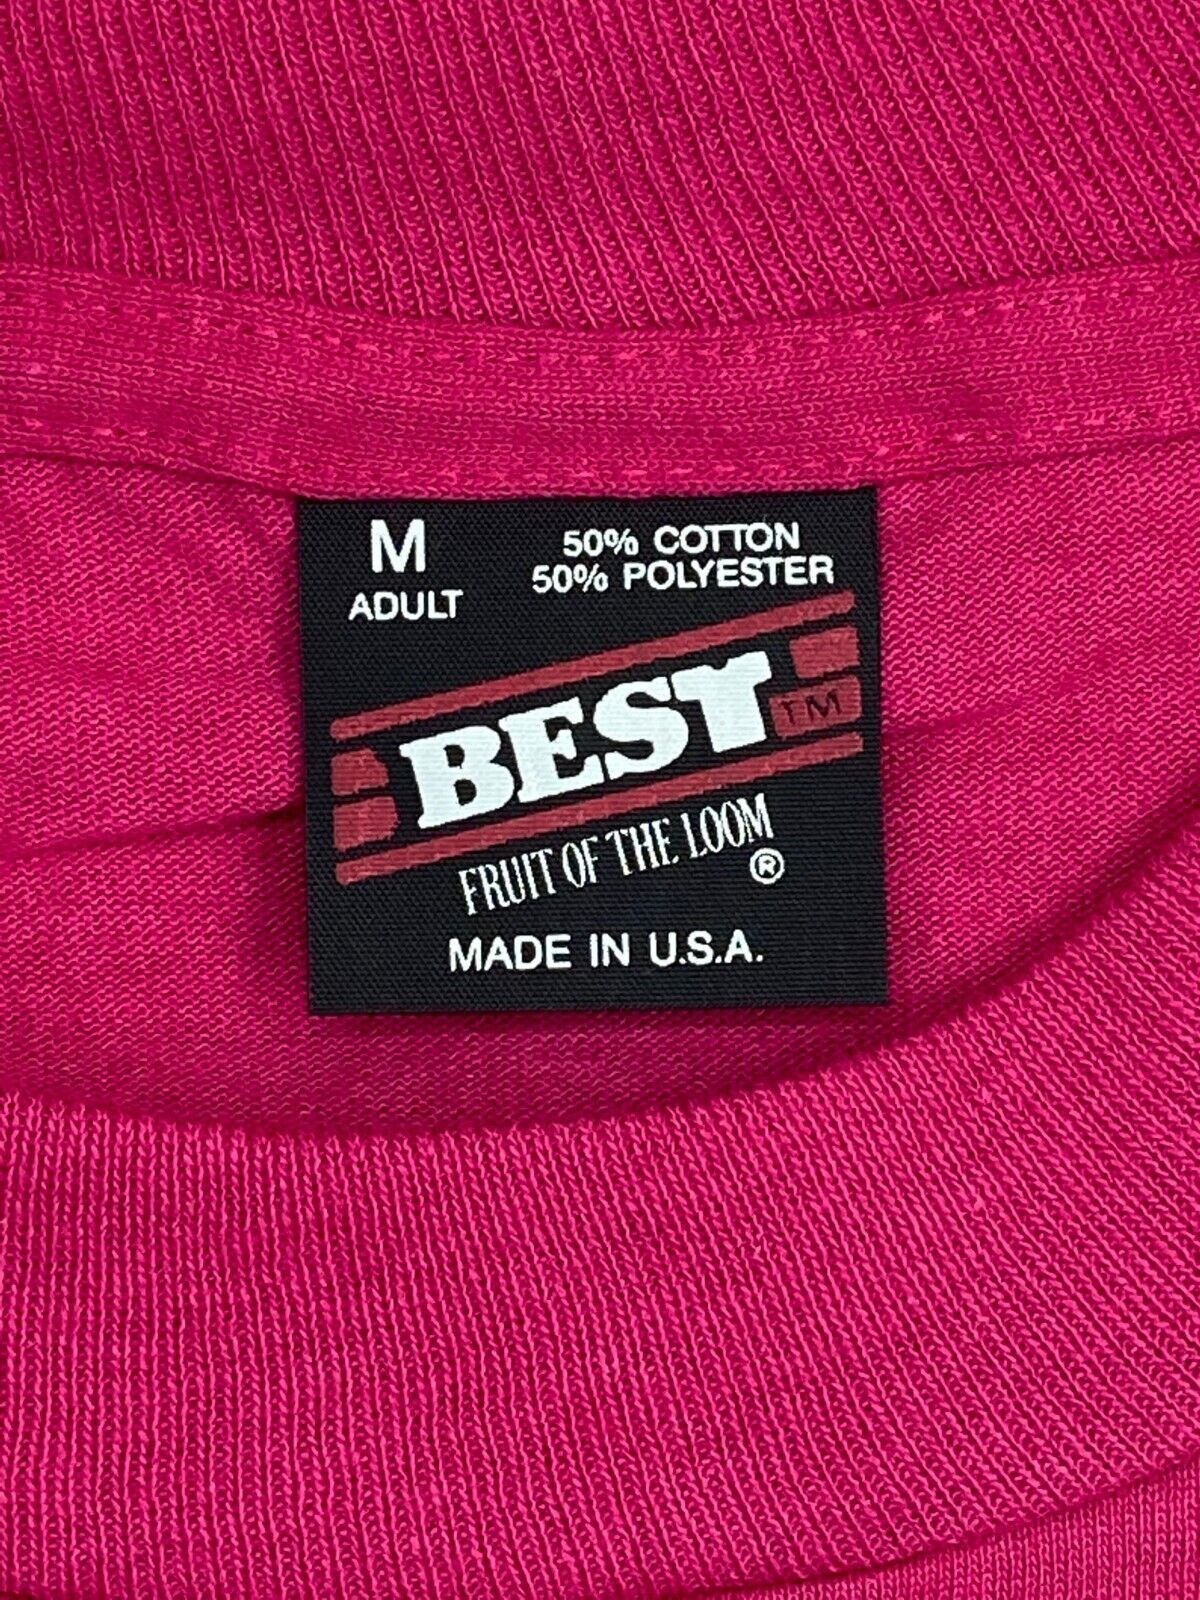 M
ADULT
50% COTTON
50% POLYESTER
BEST
TM
FRUIT OF THE LOOM
®
MADE IN U.S.A.